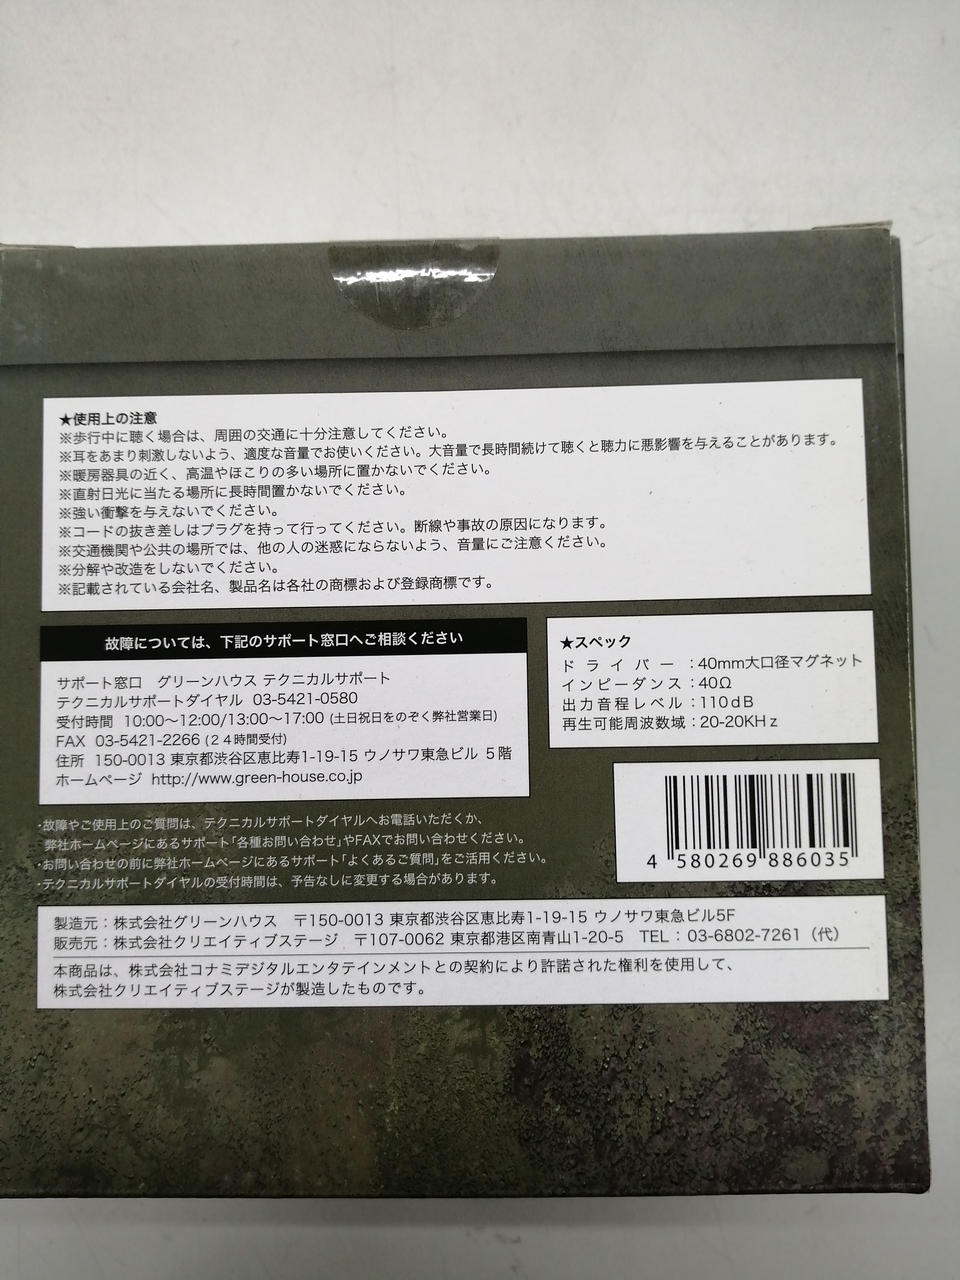 ★使用上の注意
※歩行中に聴く場合は、周囲の交通に十分注意してください。
※耳をあまり刺激しないよう、適度な音量でお使いください。大音量で長時間続けて聴くと聴力に悪影響を与えることがあります。
※暖房器具の近く、高温やほこりの多い場所に置かないでください。
※直射日光に当たる場所に長時間置かないでください。
※強い衝撃を与えないでください。
※コードの抜き差しはプラグを持って行ってください。断線や事故の原因になります。
※交通機関や公共の場所では、他の人の迷惑にならないよう、音量にご注意ください。
※分解や改造をしないでください。
※記載されている会社名、製品名は各社の商標および登録商標です。
故障については、下記のサポート窓口へご相談ください
サポート窓口 グリーンハウス テクニカルサポート
テクニカルサポートダイヤル 03-5421-0580
受付時間 10:00〜12:00/13:00〜17:00 (土日祝日をのぞく弊社営業日)
FAX 03-5421-2266 (24時間受付)
住所 150-0013 東京都渋谷区恵比寿1-19-15 ウノサワ東急ビル 5階
ホームページ http://www.green-house.co.jp
★スペック
ドライバー：40mm大口径マグネット
インピーダンス：40Ω
出力音程レベル：110dB
再生可能周波数域：20-20KHz
・故障やご使用上のご質問は、テクニカルサポートダイヤルへお電話いただくか、
弊社ホームページにあるサポート「各種お問い合わせ」やFAXでお問い合わせください。
・お問い合わせの前に弊社ホームページにあるサポート「よくあるご質問」をご活用ください。
・テクニカルサポートダイヤルの受付時間は、予告なしに変更する場合があります。
4 580269 886035
製造元：株式会社グリーンハウス 〒150-0013 東京都渋谷区恵比寿1-19-15 ウノサワ東急ビル5F
販売元：株式会社クリエイティブステージ 〒107-0062 東京都港区南青山1-20-5 TEL：03-6802-7261（代）
本商品は、株式会社コナミデジタルエンタテインメントとの契約により許諾された権利を使用して、
株式会社クリエイティブステージが製造したものです。